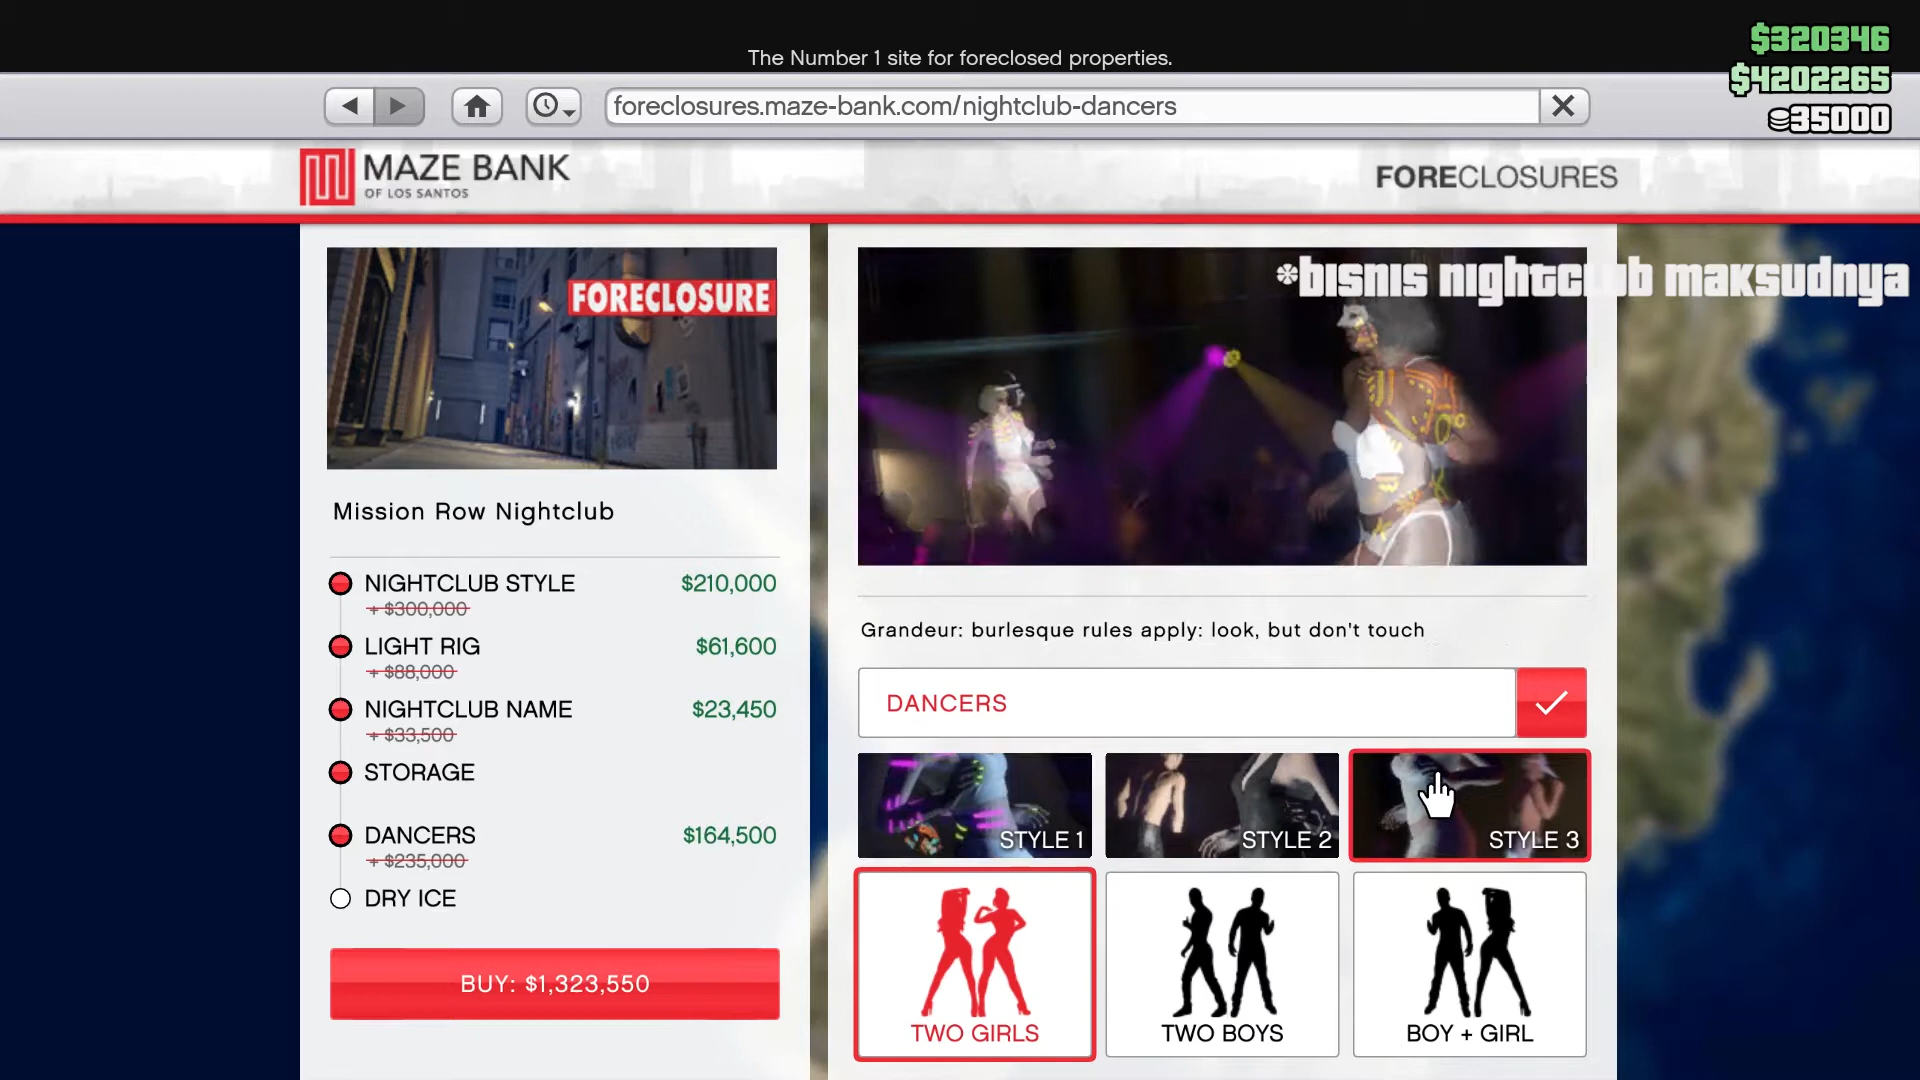 The Number 1 site for foreclosed properties.
$320346
$4202265
35000
foreclosures.maze-bank.com/nightclub-dancers
MAZE BANK
OF LOS SANTOS
FORECLOSURES
FORECLOSURE
*bisnis nightclub maksudnya
Mission Row Nightclub
NIGHTCLUB STYLE $210,000
+ $300,000
LIGHT RIG $61,600
+ $88,000
NIGHTCLUB NAME $23,450
+ $33,500
STORAGE
DANCERS $164,500
+ $235,000
DRY ICE
BUY: $1,323,550
Grandeur: burlesque rules apply: look, but don't touch
DANCERS
STYLE 1
STYLE 2
STYLE 3
TWO GIRLS
TWO BOYS
BOY + GIRL